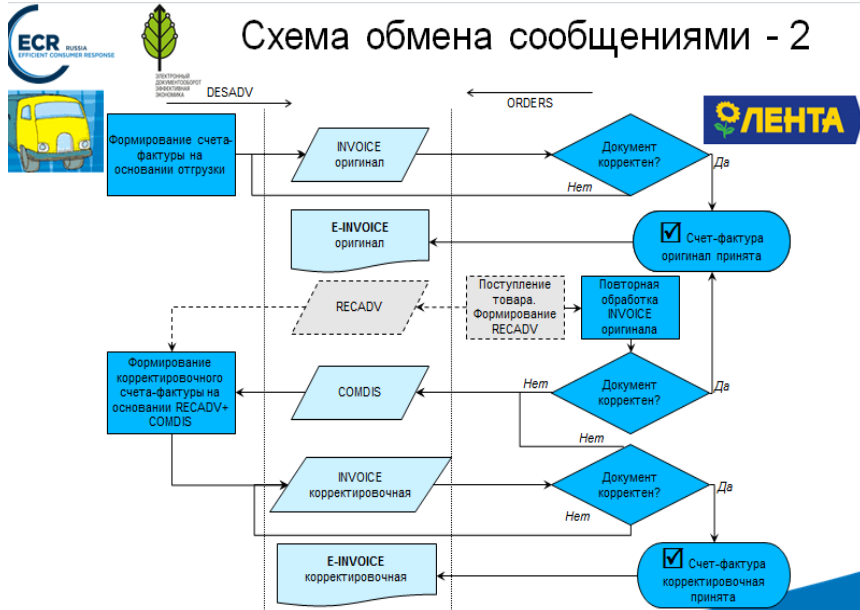 Схема обмена сообщениями - 2
ECR RUSSIA
EFFICIENT CONSUMER RESPONSE
ЭЛЕКТРОННЫЙ
ДОКУМЕНТООБОРОТ
ЭФФЕКТИВНАЯ
ЭКОНОМИКА
DESADV
ORDERS
ЛЕНТА
Формирование счета-
фактуры на
основании отгрузки
INVOICE
оригинал
Документ
корректен?
Да
Нет
E-INVOICE
оригинал
Счет-фактура
оригинал принята
RECADV
Поступление
товара.
Формирование
RECADV
Повторная
обработка
INVOICE
оригинала
Формирование
корректировочного
счета-фактуры на
основании RECADV+
COMDIS
COMDIS
Нет
Документ
корректен?
Да
Нет
INVOICE
корректировочная
Документ
корректен?
Да
Нет
E-INVOICE
корректировочная
Счет-фактура
корректировочная
принята